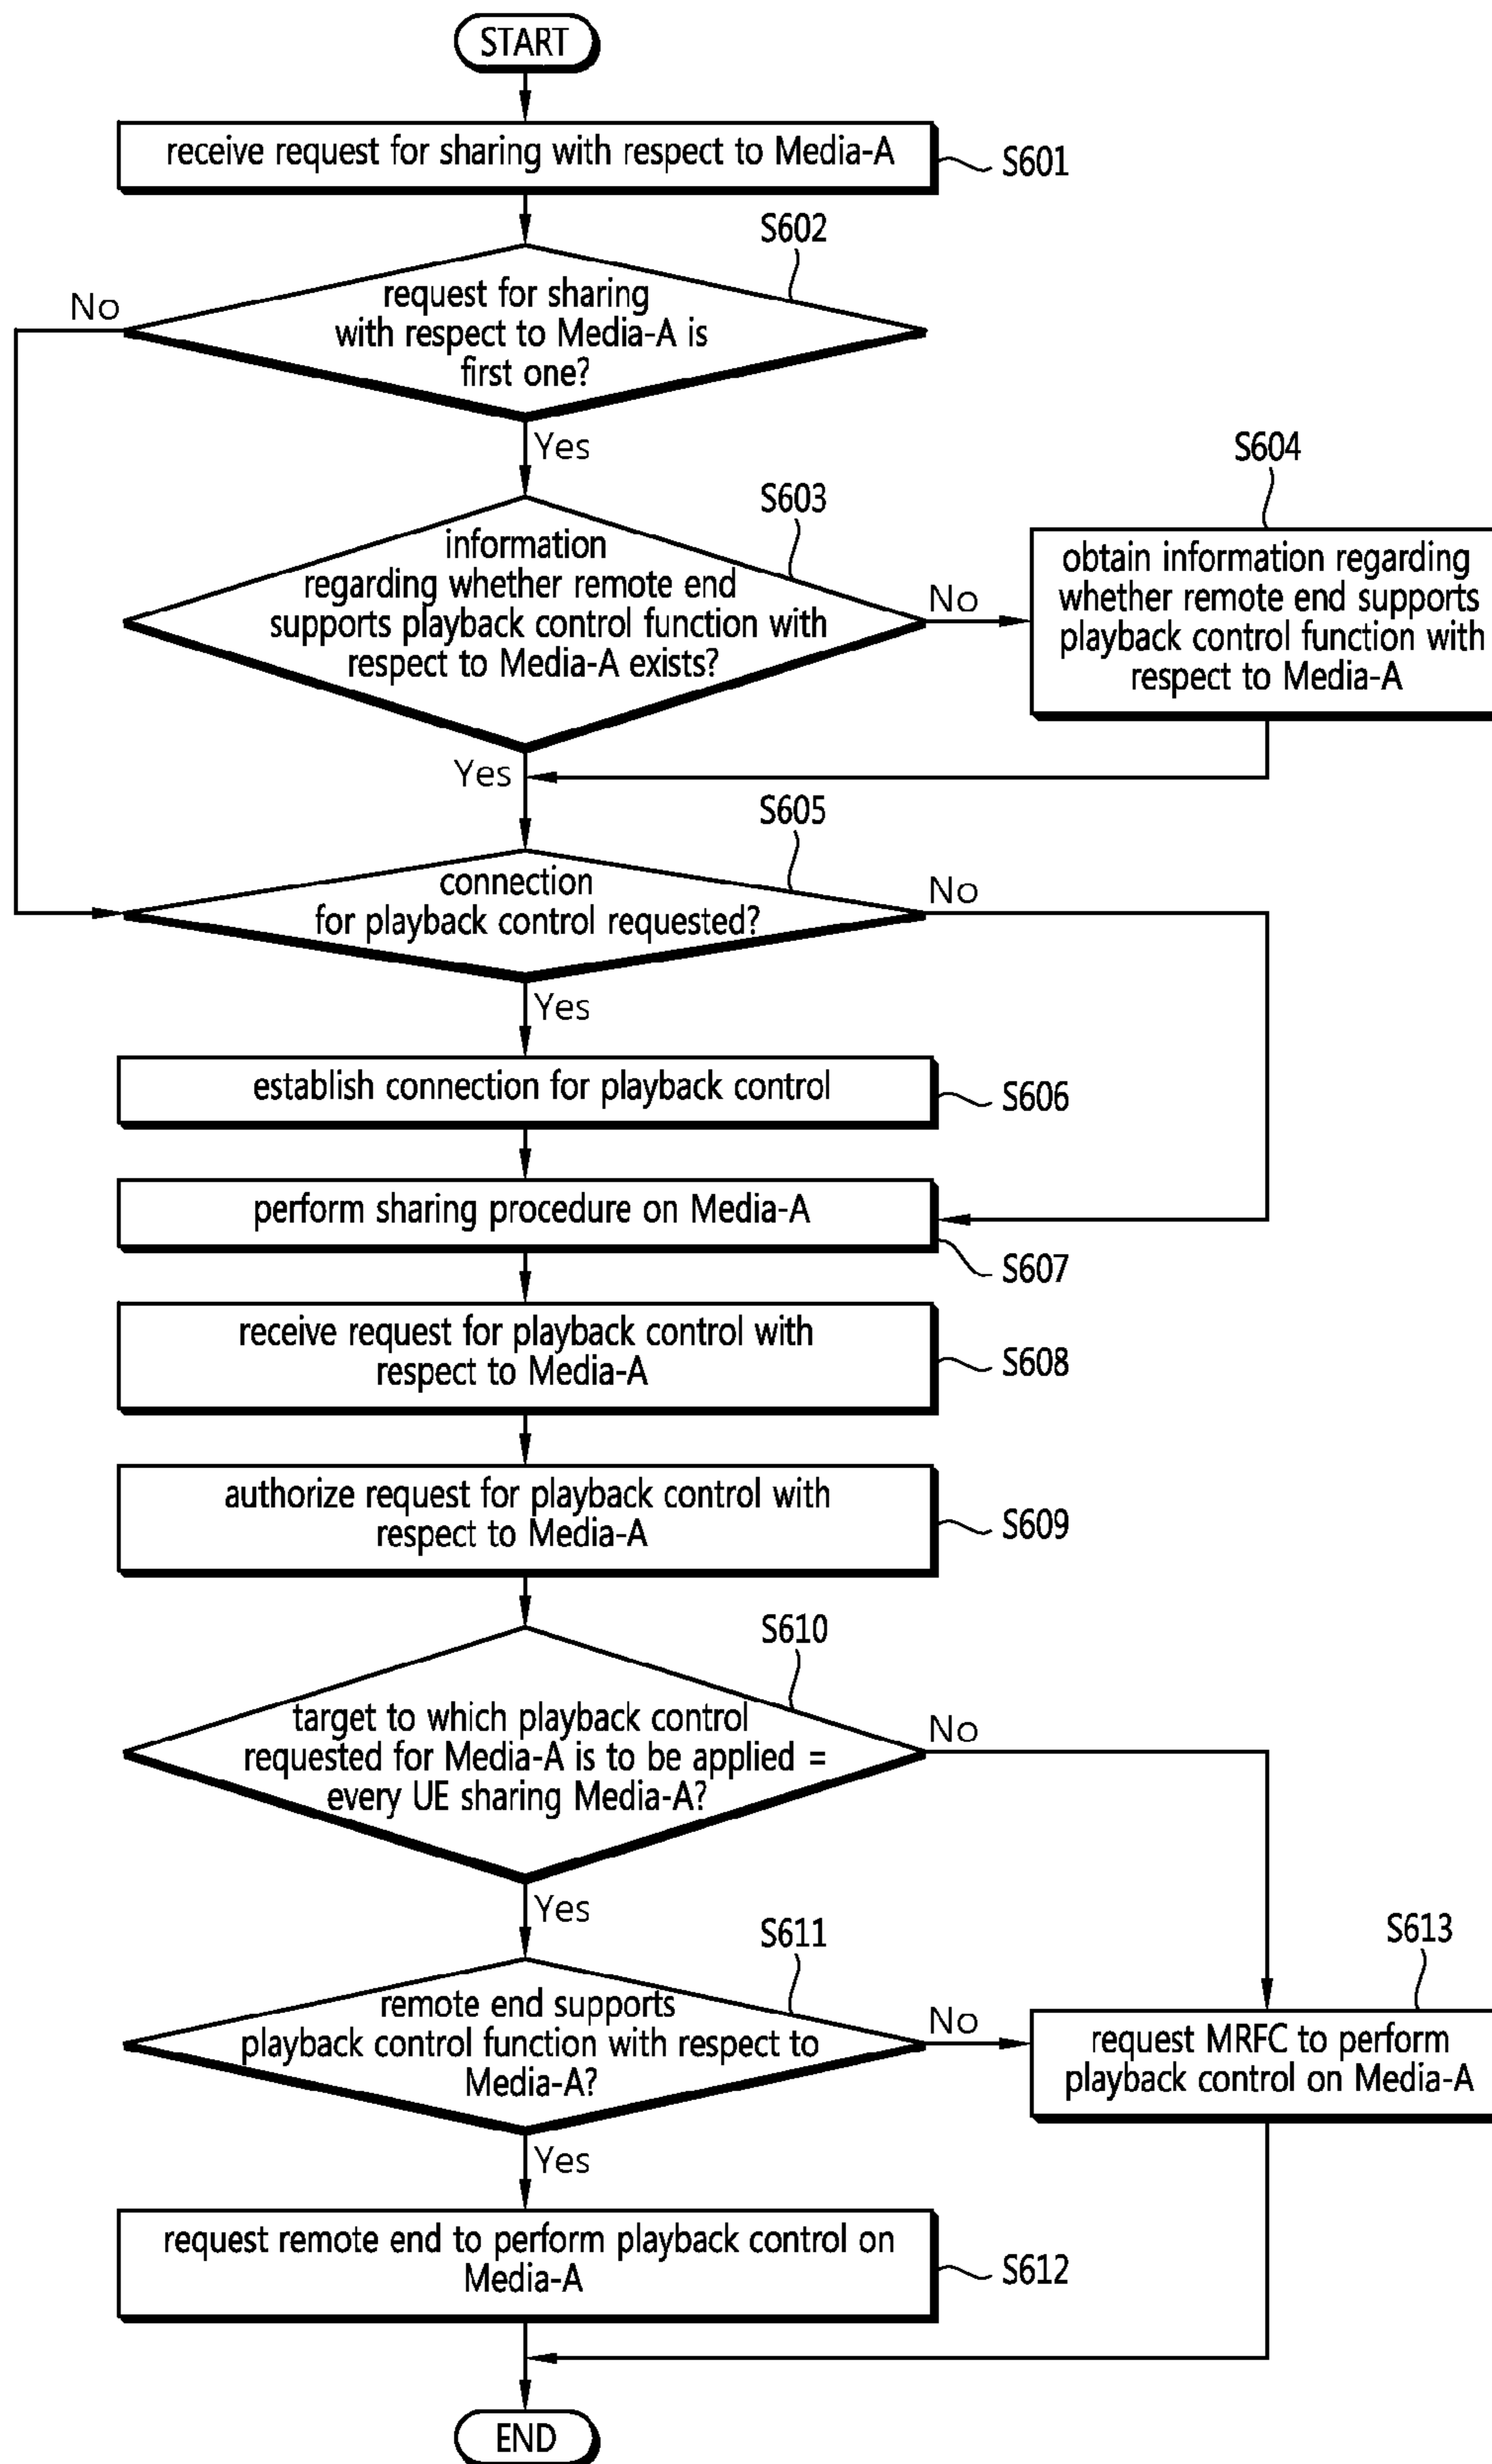 START
receive request for sharing with respect to Media-A
S601
S602
No
request for sharing
with respect to Media-A is
first one?
Yes
S603
information
regarding whether remote end
supports playback control function with
respect to Media-A exists?
No
S604
obtain information regarding
whether remote end supports
playback control function with
respect to Media-A
Yes
S605
connection
for playback control requested?
No
Yes
establish connection for playback control
S606
perform sharing procedure on Media-A
S607
receive request for playback control with
respect to Media-A
S608
authorize request for playback control with
respect to Media-A
S609
S610
target to which playback control
requested for Media-A is to be applied =
every UE sharing Media-A?
No
Yes
S611
remote end supports
playback control function with respect to
Media-A?
No
S613
request MRFC to perform
playback control on Media-A
Yes
request remote end to perform playback control on
Media-A
S612
END